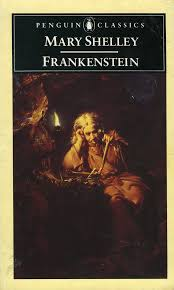 PENGUIN CLASSICS
MARY SHELLEY
FRANKENSTEIN